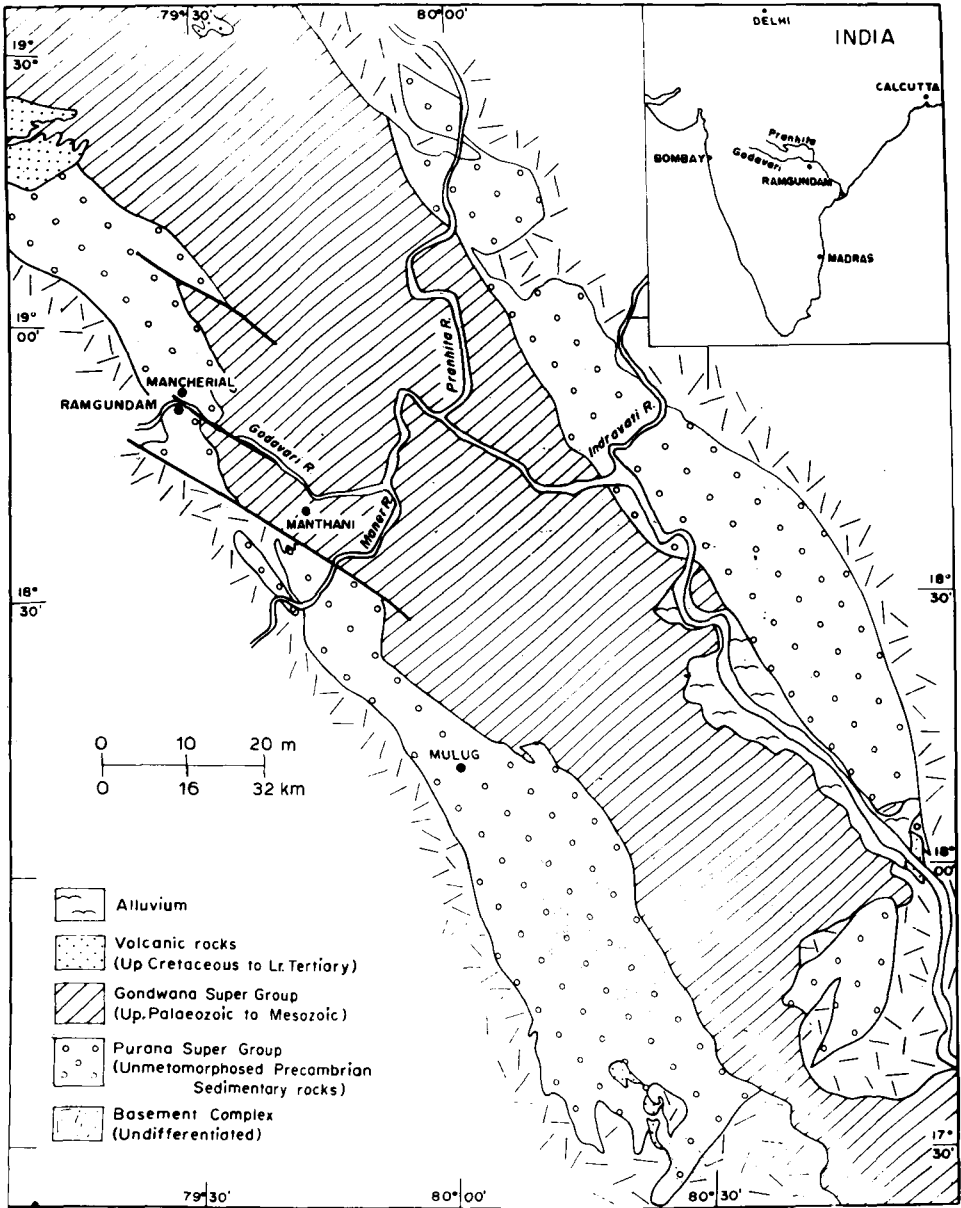 79°30'
80°00'
19°
30'
DELHI
INDIA
CALCUTTA
Pranhita
Godavari
BOMBAY
RAMGUNDAM
MADRAS
19°
00'
MANCHERIAL
RAMGUNDAM
Godavari R.
Pranhita R.
Indravati R.
MANTHANI
Maner R.
18°
30'
18°
30'
0 10 20 m
0 16 32 km
MULUG
18°
00'
Alluvium
Volcanic rocks
(Up Cretaceous to Lr. Tertiary)
Gondwana Super Group
(Up. Palaeozoic to Mesozoic)
Purana Super Group
(Unmetomorphosed Precambrian
Sedimentary rocks)
Basement Complex
(Undifferentiated)
17°
30'
79°30'
80°00'
80°30'